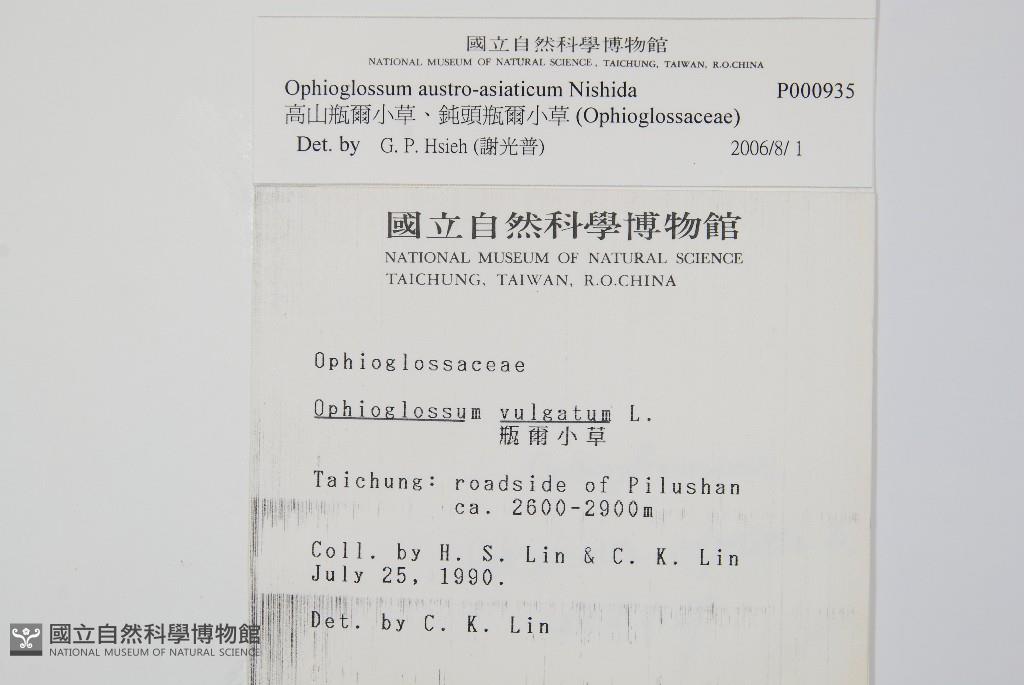 國立自然科學博物館
NATIONAL MUSEUM OF NATURAL SCIENCE, TAICHUNG, TAIWAN, R.O.CHINA
Ophioglossum austro-asiaticum Nishida P000935
高山瓶爾小草、鈍頭瓶爾小草 (Ophioglossaceae)
Det. by G. P. Hsieh (謝光普) 2006/8/ 1
國立自然科學博物館
NATIONAL MUSEUM OF NATURAL SCIENCE
TAICHUNG, TAIWAN, R.O.CHINA
Ophioglossaceae
Ophioglossum vulgatum L.
瓶爾小草
Taichung: roadside of Pilushan
ca. 2600-2900m
Coll. by H. S. Lin & C. K. Lin
July 25, 1990.
Det. by C. K. Lin
國立自然科學博物館
NATIONAL MUSEUM OF NATURAL SCIENCE